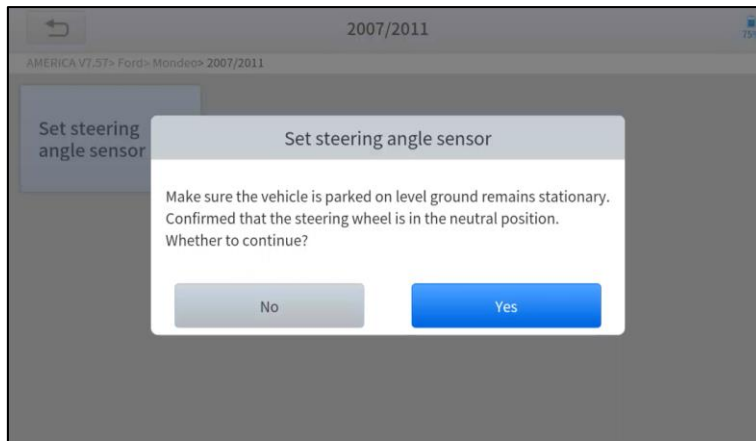 2007/2011
75%
AMERICA V7.57> Ford> Mondeo> 2007/2011
Set steering
angle sensor
Set steering angle sensor
Make sure the vehicle is parked on level ground remains stationary.
Confirmed that the steering wheel is in the neutral position.
Whether to continue?
No
Yes